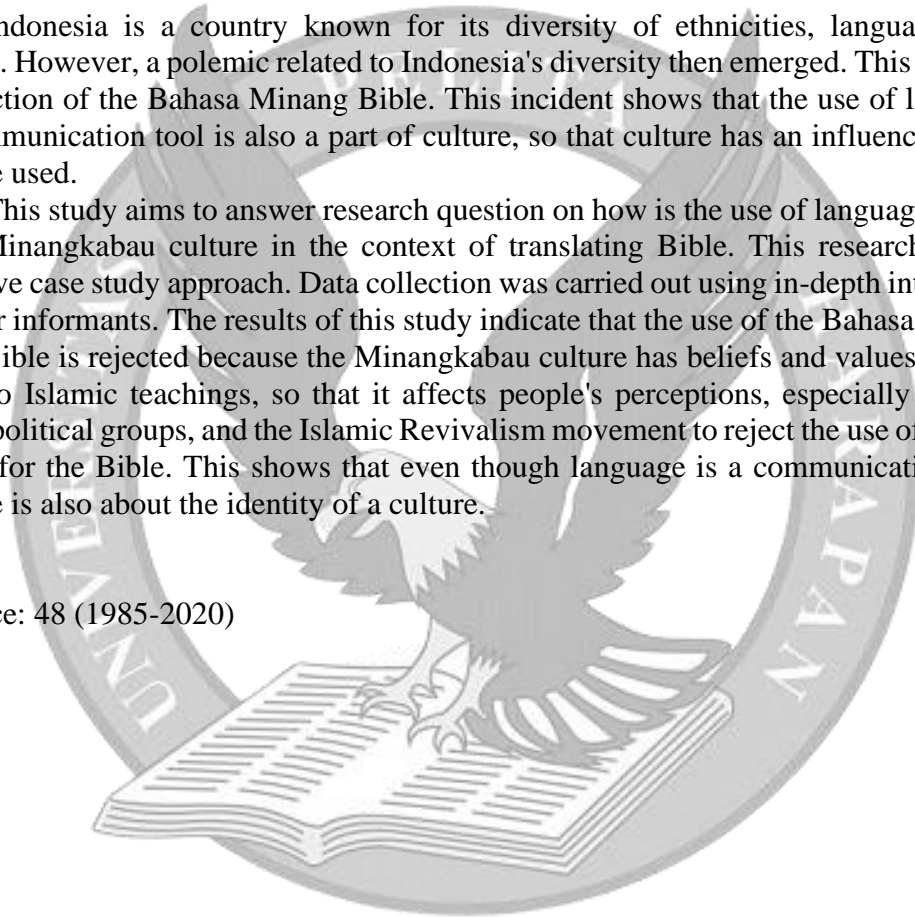 ndonesia is a country known for its diversity of ethnicities, langua
. However, a polemic related to Indonesia's diversity then emerged. This
ction of the Bahasa Minang Bible. This incident shows that the use of l
mmunication tool is also a part of culture, so that culture has an influenc
e used.
This study aims to answer research question on how is the use of languag
Minangkabau culture in the context of translating Bible. This research
ve case study approach. Data collection was carried out using in-depth int
r informants. The results of this study indicate that the use of the Bahasa
ible is rejected because the Minangkabau culture has beliefs and values
o Islamic teachings, so that it affects people's perceptions, especially
political groups, and the Islamic Revivalism movement to reject the use of
for the Bible. This shows that even though language is a communicati
e is also about the identity of a culture.
ce: 48 (1985-2020)
UNIVERSITAS PELITA HARAPAN